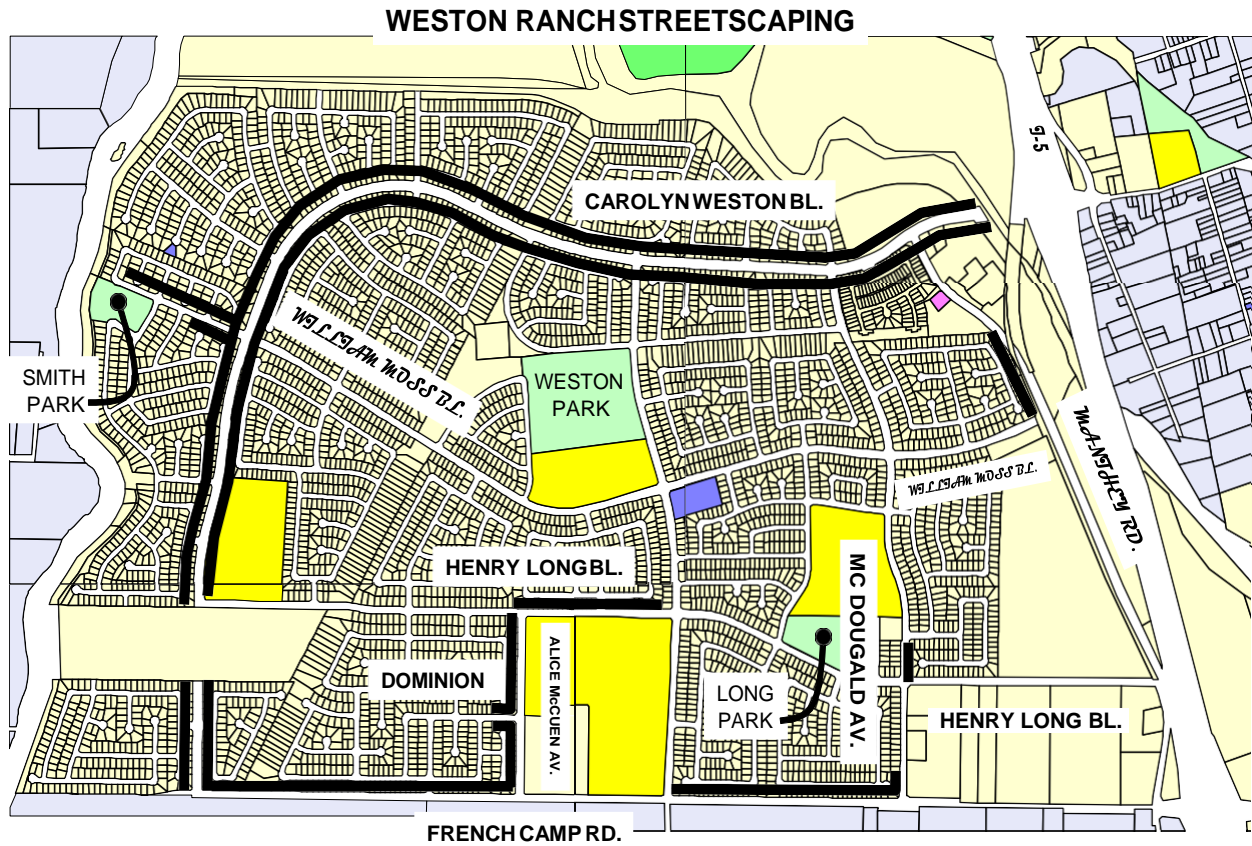 WESTON RANCH STREETSCAPING
I-5
CAROLYN WESTON BL.
WILLIAM MOSS BL.
SMITH
PARK
WESTON
PARK
MANTHEY RD.
WILLIAM MOSS BL.
HENRY LONG BL.
MC DOUGALD AV.
ALICE McCUEN AV.
DOMINION
LONG
PARK
HENRY LONG BL.
FRENCH CAMP RD.